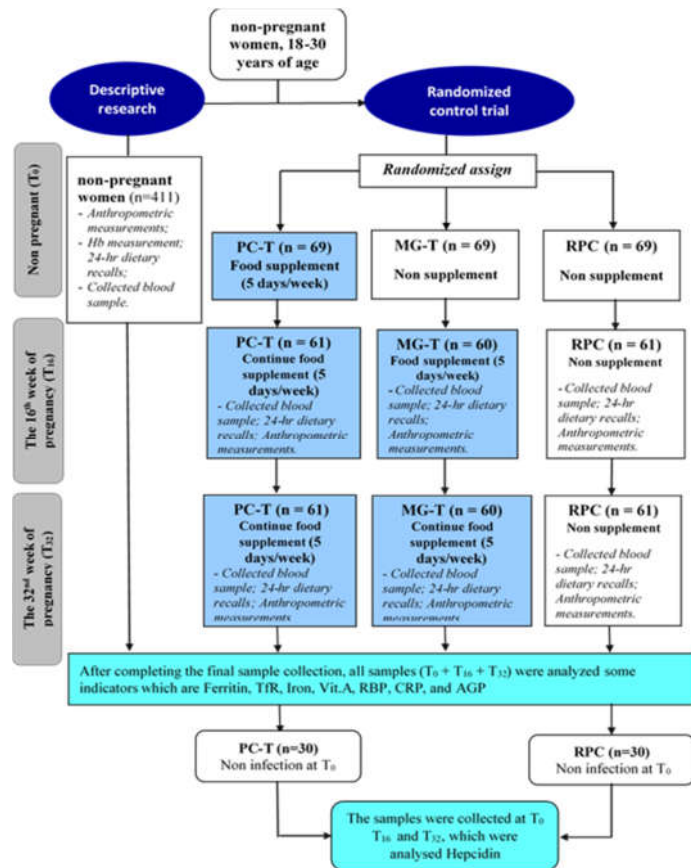 non-pregnant
women, 18-30
years of age
Descriptive
research
Randomized
control trial
Non pregnant (T0)
non-pregnant
women (n=411)
- Anthropometric
measurements;
- Hb measurement;
24-hr dietary
recalls;
- Collected blood
sample.
Randomized assign
PC-T (n = 69)
Food supplement
(5 days/week)
MG-T (n = 69)
Non supplement
RPC (n = 69)
Non supplement
The 16th week of
pregnancy (T16)
PC-T (n = 61)
Continue food
supplement (5
days/week)
- Collected blood
sample; 24-hr dietary
recalls; Anthropometric
measurements.
MG-T (n = 60)
Food supplement (5
days/week)
- Collected blood
sample; 24-hr dietary
recalls;
Anthropometric
measurements.
RPC (n = 61)
Non supplement
- Collected blood
sample; 24-hr dietary
recalls;
Anthropometric
measurements.
The 32nd week of
pregnancy (T32)
PC-T (n = 61)
Continue food
supplement (5
days/week)
- Collected blood
sample; 24-hr dietary
recalls; Anthropometric
measurements
MG-T (n = 60)
Continue food
supplement (5
days/week)
- Collected blood
sample; 24-hr dietary
recalls; Anthropometric
measurements
RPC (n = 61)
Non supplement
- Collected blood
sample; 24-hr dietary
recalls;
Anthropometric
measurements.
After completing the final sample collection, all samples (T0 + T16 + T32) were analyzed some
indicators which are Ferritin, TfR, Iron, Vit.A, RBP, CRP, and AGP
PC-T (n=30)
Non infection at T0
RPC (n=30)
Non infection at T0
The samples were collected at T0
T16 and T32, which were
analysed Hepcidin